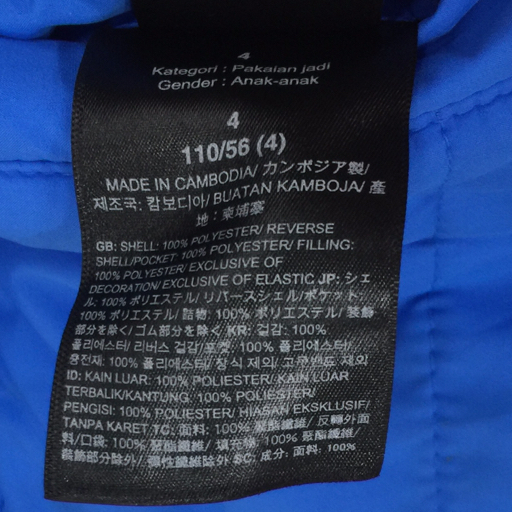 4
Kategori : Pakaian jadi
Gender : Anak-anak
4
110/56 (4)
MADE IN CAMBODIA/ カンボジア製/
제조국: 캄보디아/ BUATAN KAMBOJA/ 產
地: 柬埔寨
GB: SHELL: 100% POLYESTER/ REVERSE
SHELL/POCKET: 100% POLYESTER/ FILLING:
100% POLYESTER/ EXCLUSIVE OF
DECORATION/ EXCLUSIVE OF ELASTIC JP: シェ
ル: 100% ポリエステル/ リバースシェル/ポケット:
100% ポリエステル/ 詰物: 100% ポリエステル/ 装飾
部分を除く/ ゴム部分を除く KR: 겉감: 100%
폴리에스터/ 리버스 겉감/포켓: 100% 폴리에스터/
충전재: 100% 폴리에스터/ 장식 제외/ 고무밴드 제외
ID: KAIN LUAR: 100% POLIESTER/ KAIN LUAR
TERBALIK/KANTUNG: 100% POLIESTER/
PENGISI: 100% POLIESTER/ HIASAN EKSKLUSIF/
TANPA KARET TC: 面料: 100% 聚酯纖維/ 反轉外面
料/口袋: 100% 聚酯纖維/ 填充物: 100% 聚酯纖維/
裝飾部分除外/ 彈性纖維除外 SC: 成分: 面料: 100%